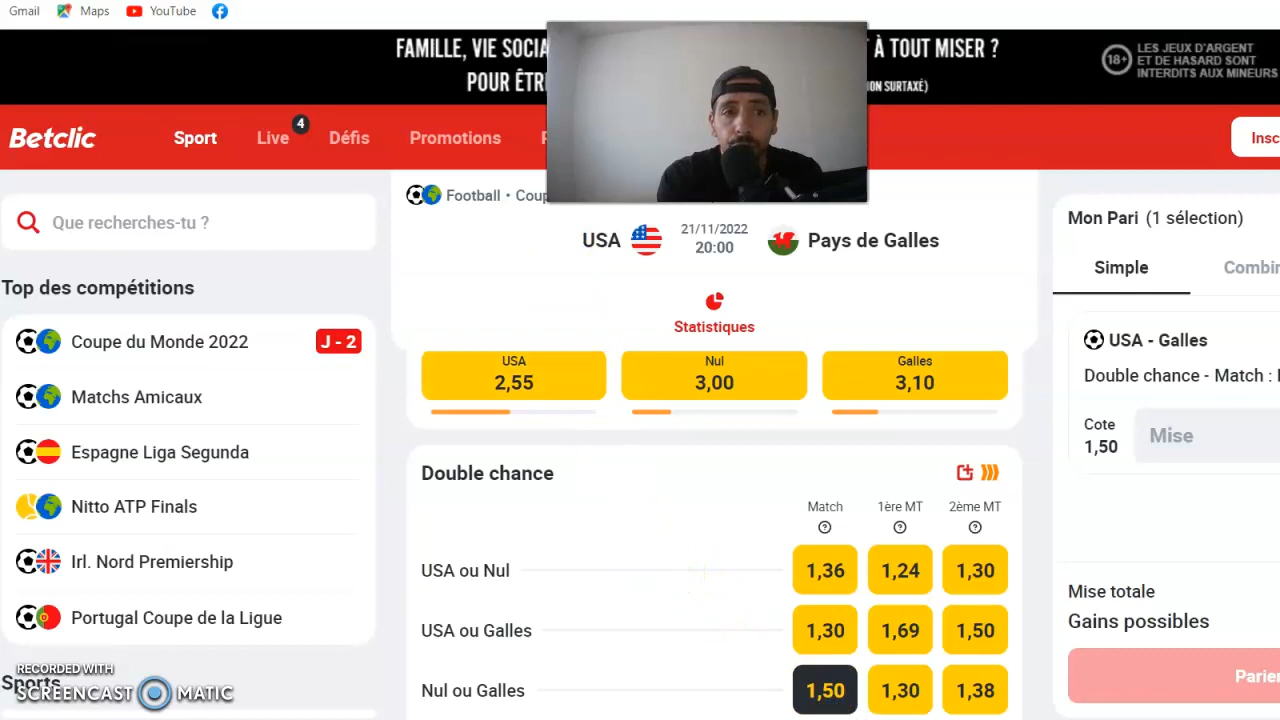 Gmail
Maps
YouTube
FAMILLE, VIE SOCIA
À TOUT MISER ?
POUR ÊTR
ION SURTAXÉ)
18+
LES JEUX D'ARGENT
ET DE HASARD SONT
INTERDITS AUX MINEURS
Betclic
Sport
Live
4
Défis
Promotions
Insc
Que recherches-tu ?
Top des compétitions
Coupe du Monde 2022
J - 2
Matchs Amicaux
Espagne Liga Segunda
Nitto ATP Finals
Irl. Nord Premiership
Portugal Coupe de la Ligue
Sports
RECORDED WITH
SCREENCAST MATIC
Football • Coup
USA
21/11/2022
20:00
Pays de Galles
Statistiques
USA
2,55
Nul
3,00
Galles
3,10
Double chance
Match
1ère MT
2ème MT
USA ou Nul
1,36
1,24
1,30
USA ou Galles
1,30
1,69
1,50
Nul ou Galles
1,50
1,30
1,38
Mon Pari (1 sélection)
Simple
Combin
USA - Galles
Double chance - Match :
Cote
1,50
Mise
Mise totale
Gains possibles
Parier